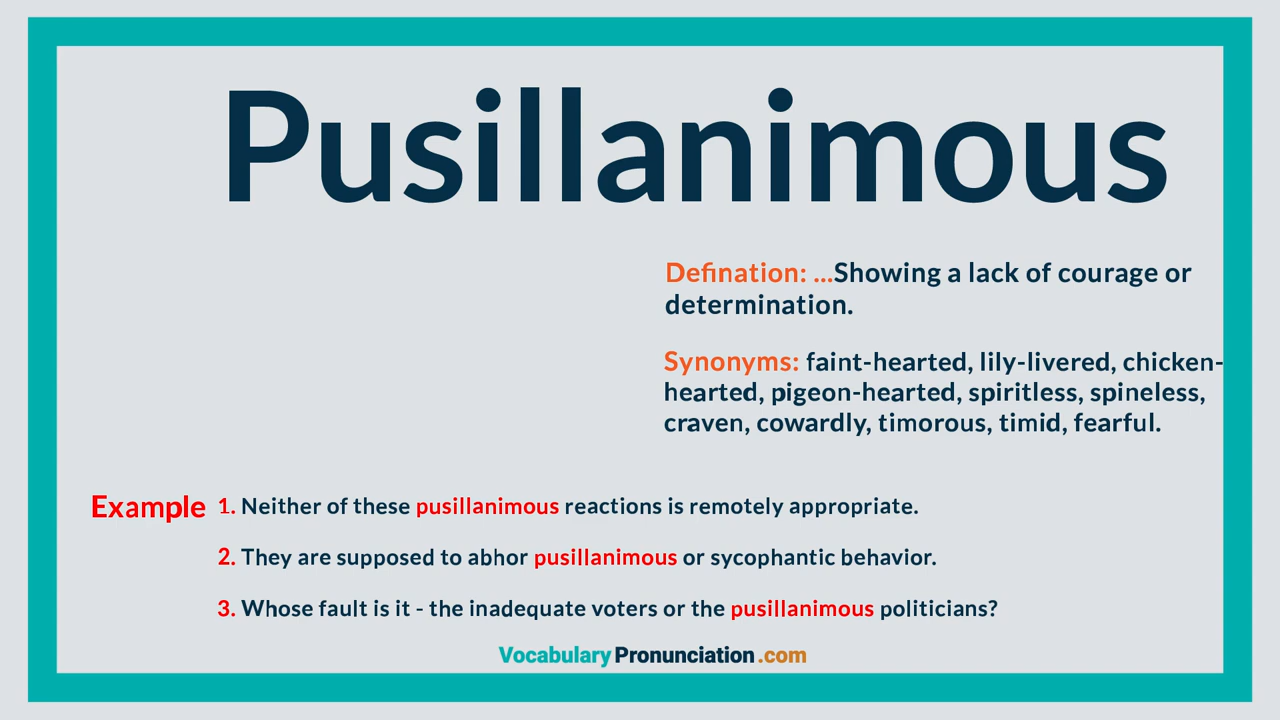 Pusillanimous
Defination: ...Showing a lack of courage or
determination.
Synonyms: faint-hearted, lily-livered, chicken-
hearted, pigeon-hearted, spiritless, spineless,
craven, cowardly, timorous, timid, fearful.
Example 1. Neither of these pusillanimous reactions is remotely appropriate.
2. They are supposed to abhor pusillanimous or sycophantic behavior.
3. Whose fault is it - the inadequate voters or the pusillanimous politicians?
VocabularyPronunciation.com